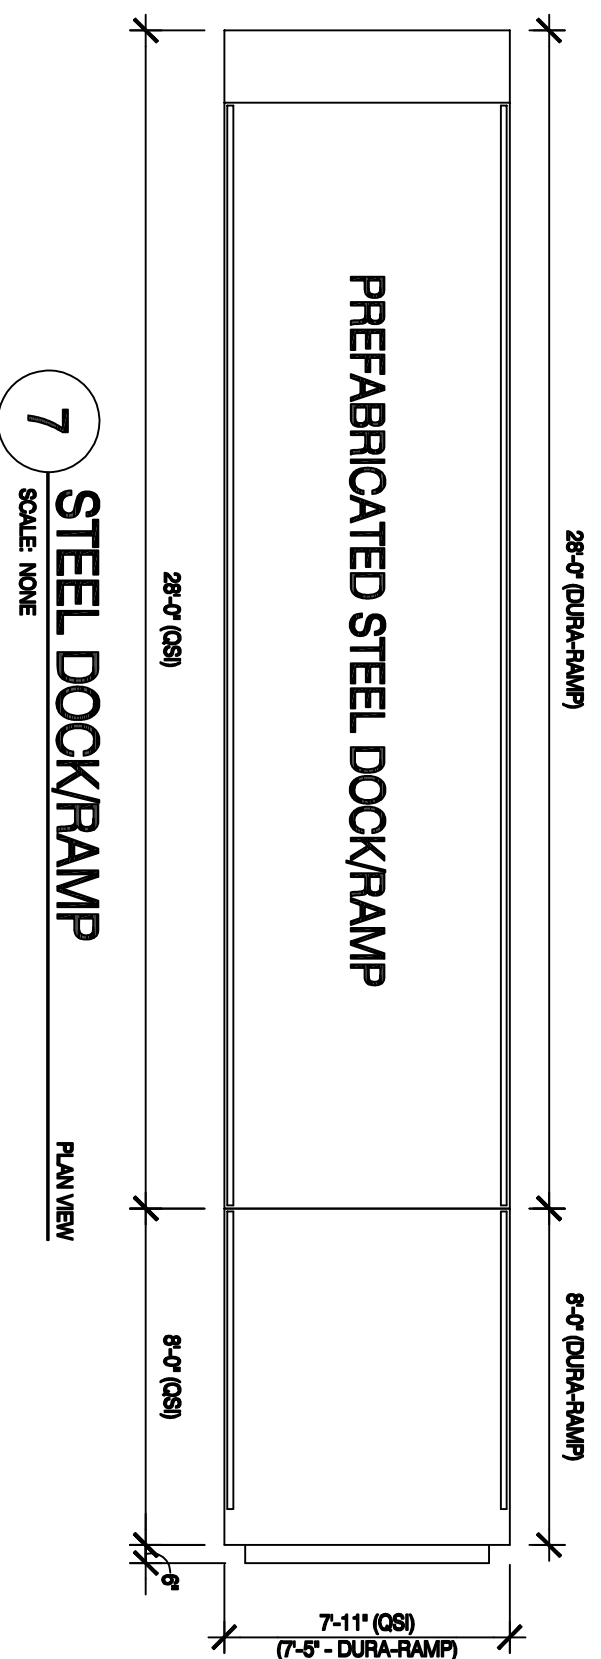 28'-0" (DURA-RAMP)
8'-0" (DURA-RAMP)
PREFABRICATED STEEL DOCK/RAMP
7'-11" (QSI)
(7'-5" - DURA-RAMP)
28'-0" (QSI)
8'-0" (QSI)
6"
7
STEEL DOCK/RAMP
PLAN VIEW
SCALE: NONE